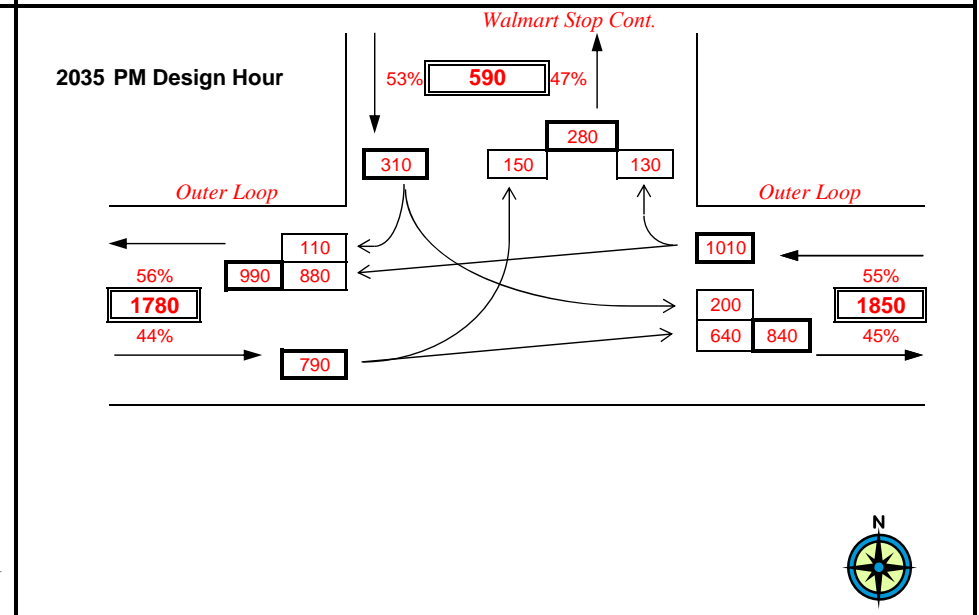 Walmart Stop Cont.
2035 PM Design Hour
53% 590 47%
280
310 150 130
Outer Loop Outer Loop
110 1010
56% 990 880 55%
1780 200 1850
44% 640 840 45%
790
N